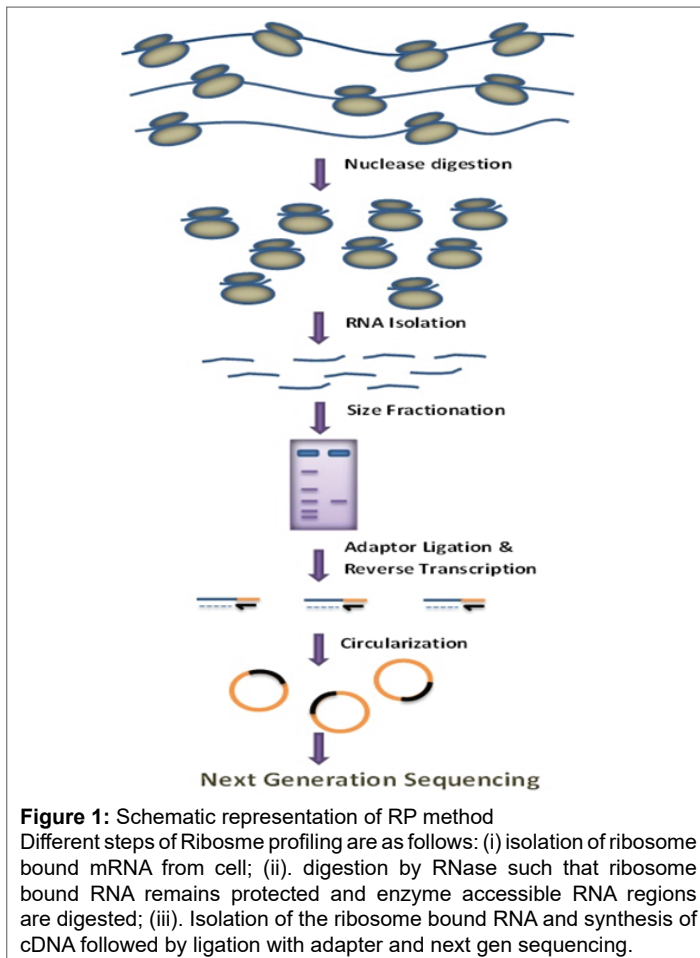 Nuclease digestion
RNA Isolation
Size Fractionation
Adaptor Ligation &
Reverse Transcription
Circularization
Next Generation Sequencing
Figure 1: Schematic representation of RP method
Different steps of Ribosme profiling are as follows: (i) isolation of ribosome
bound mRNA from cell; (ii). digestion by RNase such that ribosome
bound RNA remains protected and enzyme accessible RNA regions
are digested; (iii). Isolation of the ribosome bound RNA and synthesis of
cDNA followed by ligation with adapter and next gen sequencing.